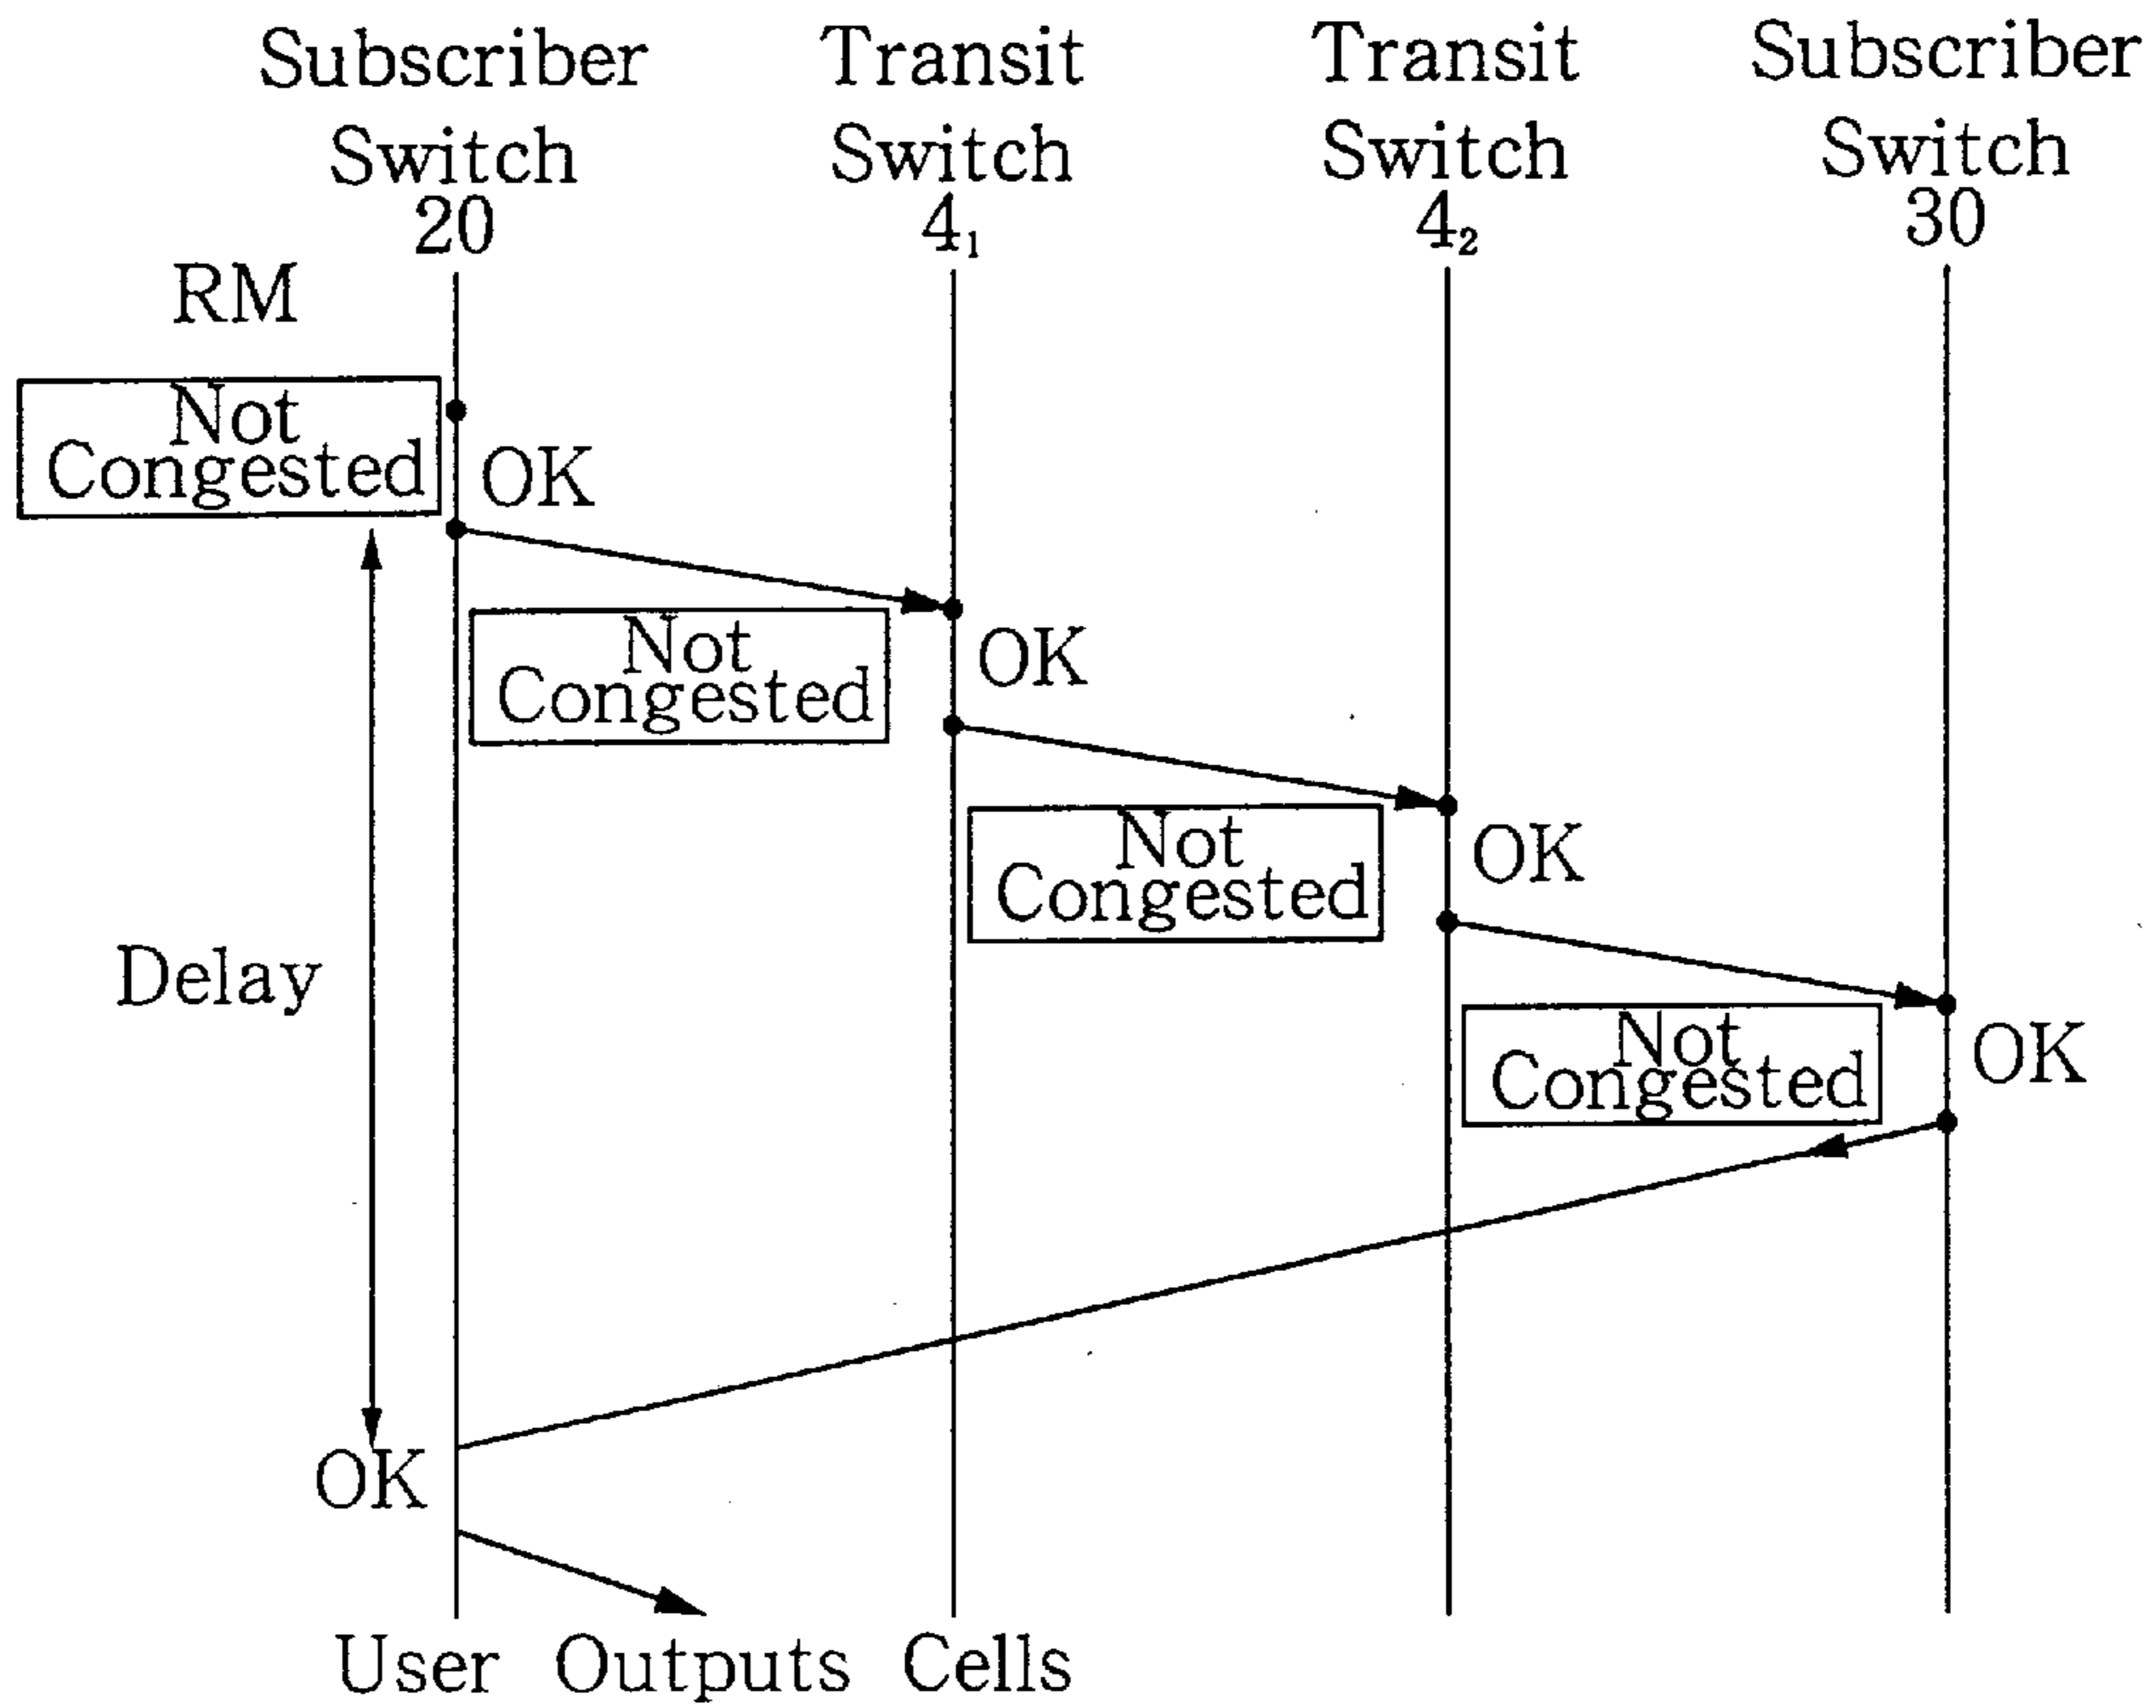 Subscriber Switch 20
Transit Switch 4₁
Transit Switch 4₂
Subscriber Switch 30
RM
Not
Congested
OK
Not
Congested
OK
Not
Congested
OK
Not
Congested
OK
Delay
OK
User Outputs Cells